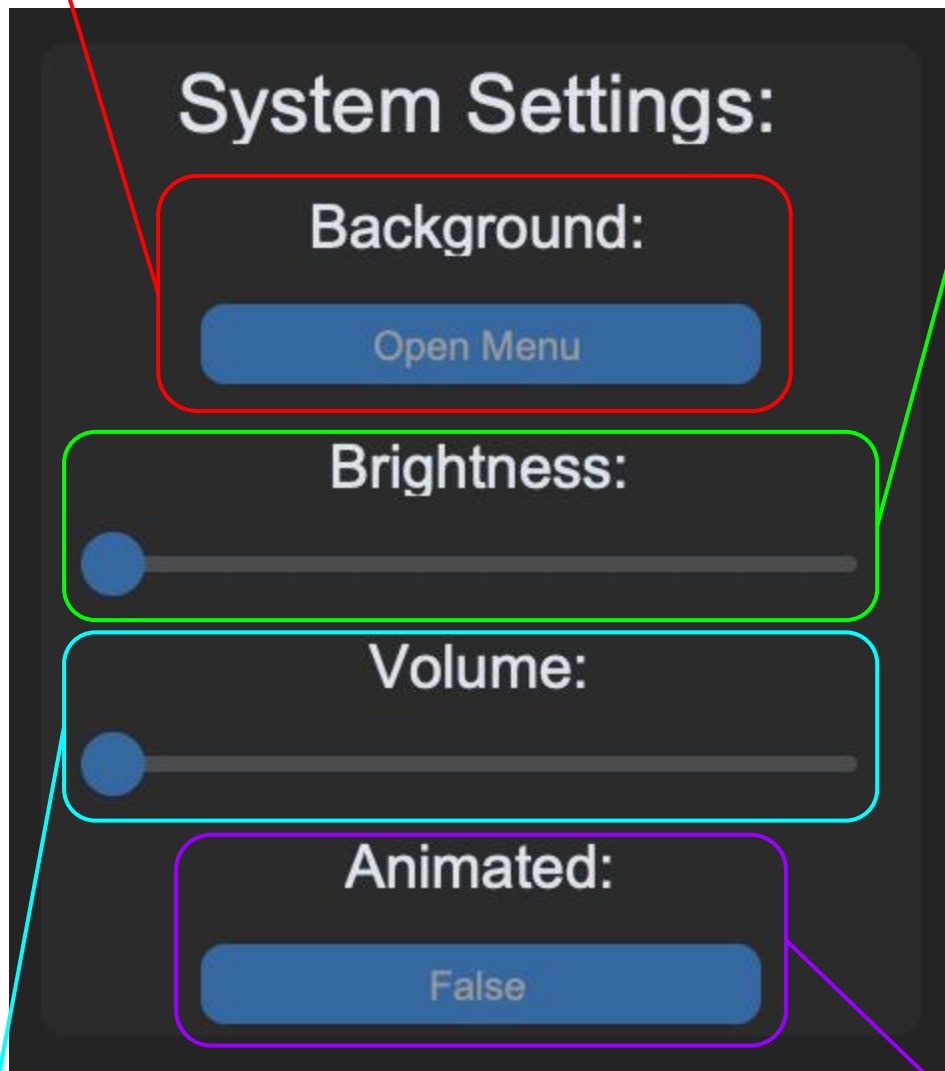 System Settings:
Background:
Open Menu
Brightness:
Volume:
Animated:
False